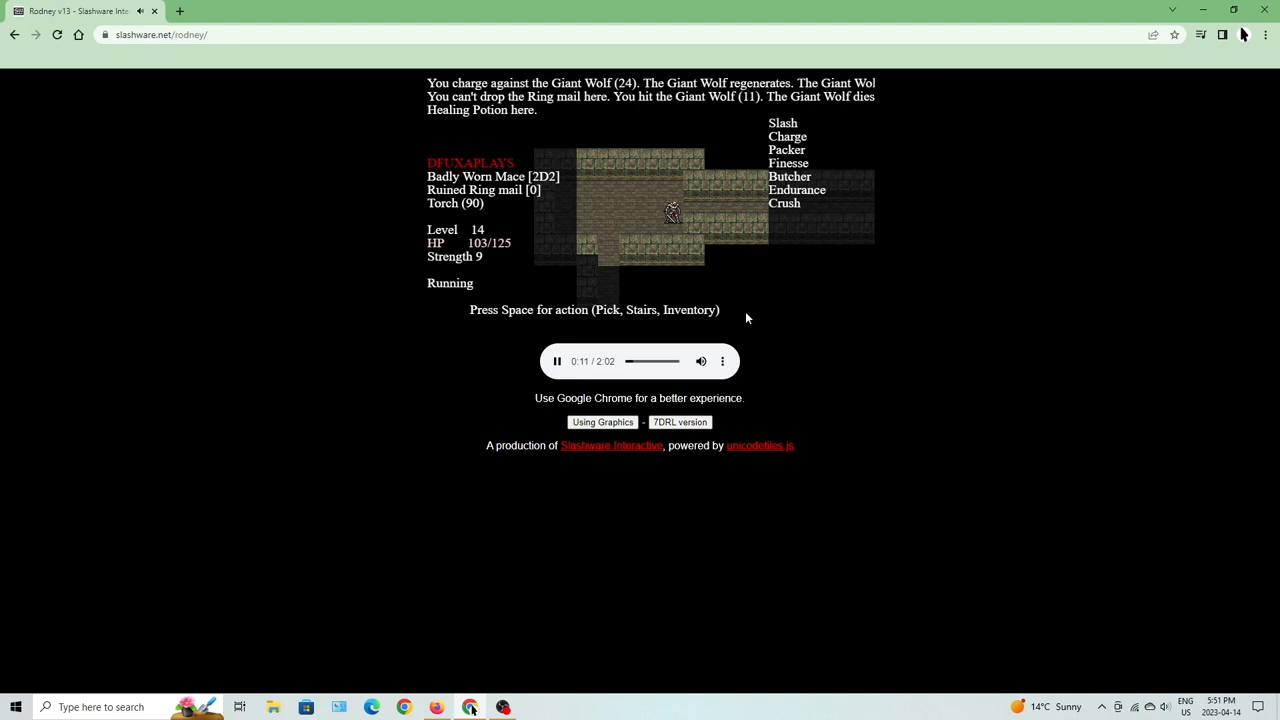 Rodney v13 - Slashware Inte
slashware.net/rodney/
You charge against the Giant Wolf (24). The Giant Wolf regenerates. The Giant Wol
You can't drop the Ring mail here. You hit the Giant Wolf (11). The Giant Wolf dies
Healing Potion here.
Slash
Charge
Packer
Finesse
Butcher
Endurance
Crush
DFUXAPLAYS
Badly Worn Mace [2D2]
Ruined Ring mail [0]
Torch (90)
Level 14
HP 103/125
Strength 9
Running
Press Space for action (Pick, Stairs, Inventory)
0:11 / 2:02
Use Google Chrome for a better experience.
Using Graphics - 7DRL version
A production of Slashware Interactive, powered by unicodetiles.js
Type here to search
14°C Sunny
ENG
US
5:51 PM
2023-04-14